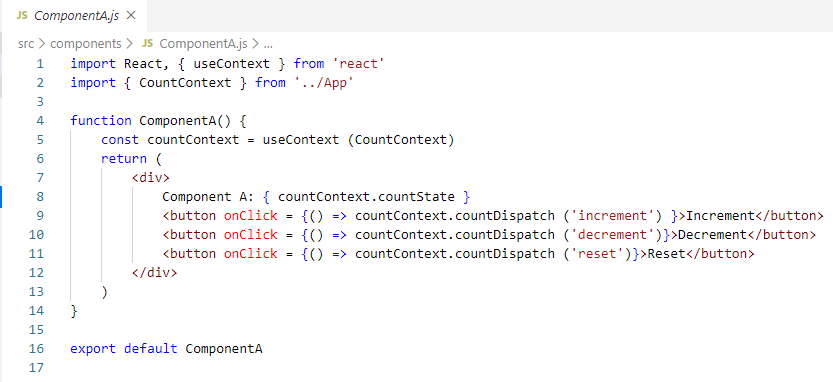 JS ComponentA.js ×
src > components > JS ComponentA.js > ...
1 import React, { useContext } from 'react'
2 import { CountContext } from '../App'
3
4 function ComponentA() {
5     const countContext = useContext (CountContext)
6     return (
7         <div>
8             Component A: { countContext.countState }
9             <button onClick = {() => countContext.countDispatch ('increment') }>Increment</button>
10             <button onClick = {() => countContext.countDispatch ('decrement')}>Decrement</button>
11             <button onClick = {() => countContext.countDispatch ('reset')}>Reset</button>
12         </div>
13     )
14 }
15
16 export default ComponentA
17